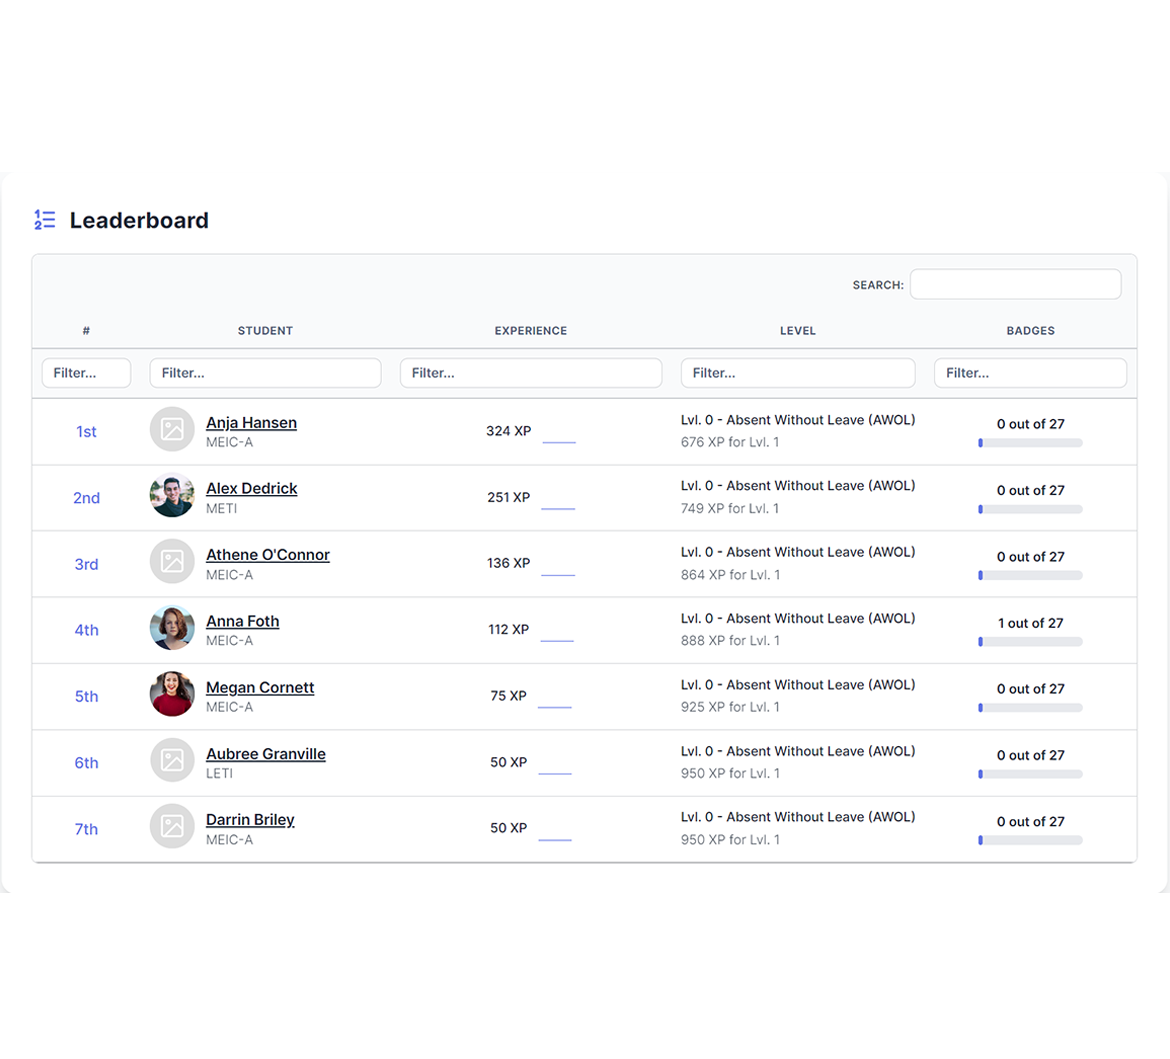 Leaderboard
SEARCH:
# STUDENT EXPERIENCE LEVEL BADGES
Filter... Filter... Filter... Filter... Filter...
1st Anja Hansen 324 XP Lvl. 0 - Absent Without Leave (AWOL) 0 out of 27
MEIC-A 676 XP for Lvl. 1
2nd Alex Dedrick 251 XP Lvl. 0 - Absent Without Leave (AWOL) 0 out of 27
METI 749 XP for Lvl. 1
3rd Athene O'Connor 136 XP Lvl. 0 - Absent Without Leave (AWOL) 0 out of 27
MEIC-A 864 XP for Lvl. 1
4th Anna Foth 112 XP Lvl. 0 - Absent Without Leave (AWOL) 1 out of 27
MEIC-A 888 XP for Lvl. 1
5th Megan Cornett 75 XP Lvl. 0 - Absent Without Leave (AWOL) 0 out of 27
MEIC-A 925 XP for Lvl. 1
6th Aubree Granville 50 XP Lvl. 0 - Absent Without Leave (AWOL) 0 out of 27
LETI 950 XP for Lvl. 1
7th Darrin Briley 50 XP Lvl. 0 - Absent Without Leave (AWOL) 0 out of 27
MEIC-A 950 XP for Lvl. 1